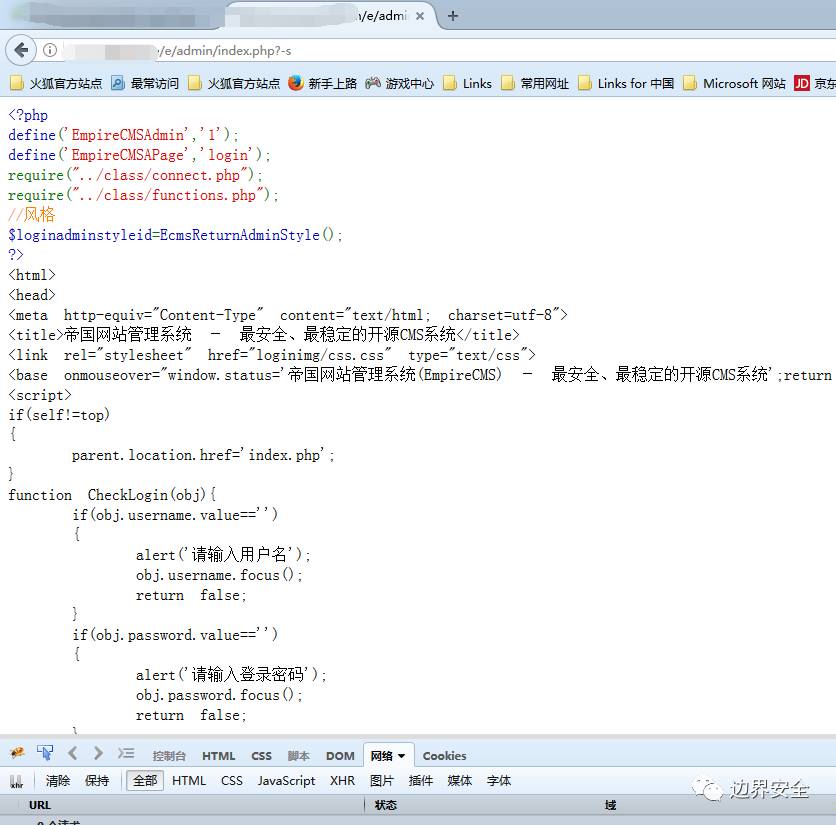 n/e/admi × +
/e/admin/index.php?-s
火狐官方站点 最常访问 火狐官方站点 新手上路 游戏中心 Links 常用网址 Links for 中国 Microsoft 网站 JD 京东
<?php
define('EmpireCMSAdmin','1');
define('EmpireCMSAPage','login');
require("../class/connect.php");
require("../class/functions.php");
//风格
$loginadminstyleid=EcmsReturnAdminStyle();
?>
<html>
<head>
<meta http-equiv="Content-Type" content="text/html; charset=utf-8">
<title>帝国网站管理系统 － 最安全、最稳定的开源CMS系统</title>
<link rel="stylesheet" href="loginimg/css.css" type="text/css">
<base onmouseover="window.status='帝国网站管理系统(EmpireCMS) － 最安全、最稳定的开源CMS系统';return
<script>
if(self!=top)
{
parent.location.href='index.php';
}
function CheckLogin(obj){
if(obj.username.value=='')
{
alert('请输入用户名');
obj.username.focus();
return false;
}
if(obj.password.value=='')
{
alert('请输入登录密码');
obj.password.focus();
return false;
}
控制台 HTML CSS 脚本 DOM 网络 Cookies
xhr 清除 保持 全部 HTML CSS JavaScript XHR 图片 插件 媒体 字体
边界安全
URL 状态 域